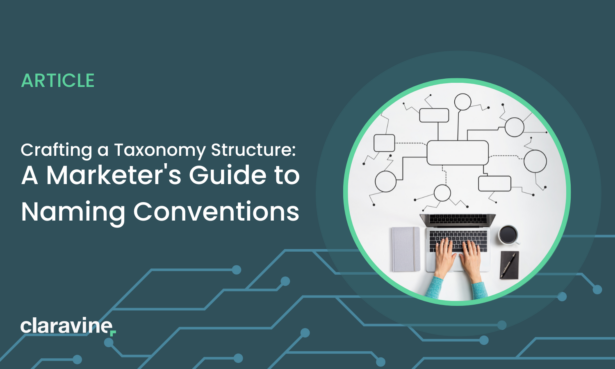 ARTICLE
Crafting a Taxonomy Structure:
A Marketer's Guide to
Naming Conventions
claravine